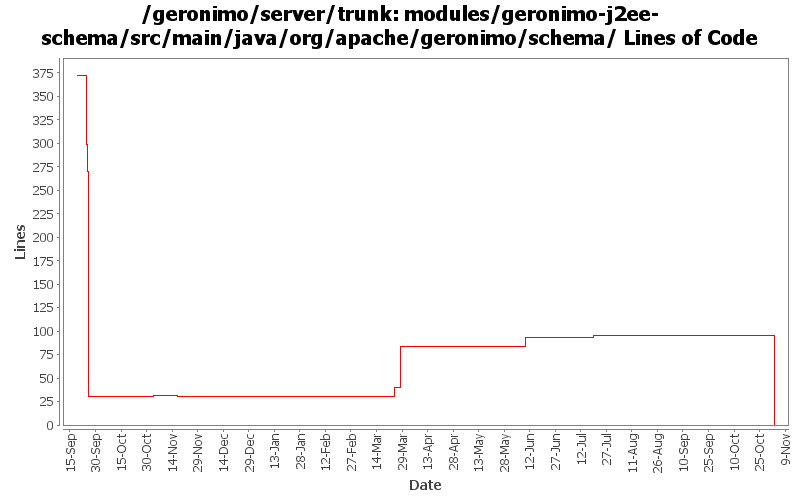 /geronimo/server/trunk: modules/geronimo-j2ee-
schema/src/main/java/org/apache/geronimo/schema/ Lines of Code
Lines
375
350
325
300
275
250
225
200
175
150
125
100
75
50
25
0
15-Sep
30-Sep
15-Oct
30-Oct
14-Nov
29-Nov
14-Dec
29-Dec
13-Jan
28-Jan
12-Feb
27-Feb
14-Mar
29-Mar
13-Apr
28-Apr
13-May
28-May
12-Jun
27-Jun
12-Jul
27-Jul
11-Aug
26-Aug
10-Sep
25-Sep
10-Oct
25-Oct
9-Nov
Date